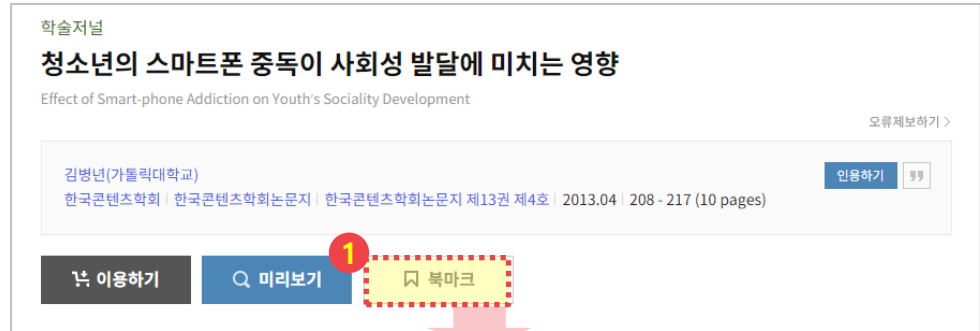 학술저널
청소년의 스마트폰 중독이 사회성 발달에 미치는 영향
Effect of Smart-phone Addiction on Youth's Sociality Development
오류제보하기 >
김병년(가톨릭대학교)
인용하기
한국콘텐츠학회 | 한국콘텐츠학회논문지 | 한국콘텐츠학회논문지 제13권 제4호 | 2013.04 | 208 - 217 (10 pages)
1
이용하기 미리보기 북마크